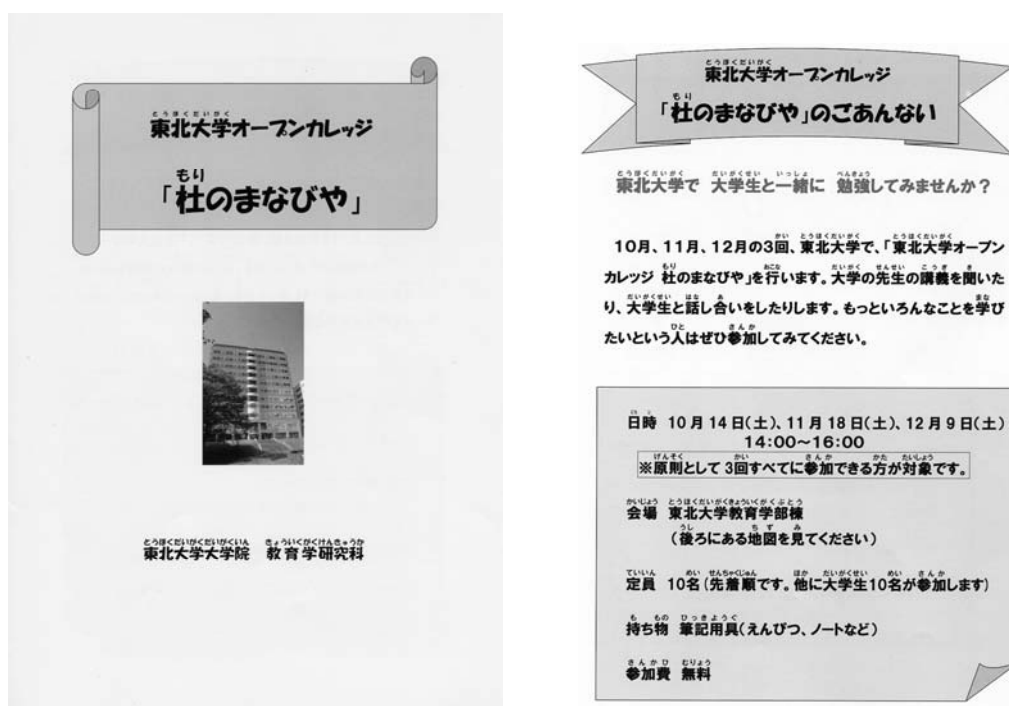 東北大学オープンカレッジ
「杜のまなびや」
東北大学大学院 教育学研究科
東北大学オープンカレッジ
「杜のまなびや」のごあんない
東北大学で 大学生と一緒に 勉強してみませんか?
10月、11月、12月の3回、東北大学で、「東北大学オープン
カレッジ 杜のまなびや」を行います。大学の先生の講義を聞いた
り、大学生と話し合いをしたりします。もっといろんなことを学び
たいという人はぜひ参加してみてください。
日時 10月14日(土)、11月18日(土)、12月9日(土)
14:00~16:00
※原則として3回すべてに参加できる方が対象です。
会場 東北大学教育学部棟
(後ろにある地図を見てください)
定員 10名(先着順です。他に大学生10名が参加します)
持ち物 筆記用具(えんぴつ、ノートなど)
参加費 無料